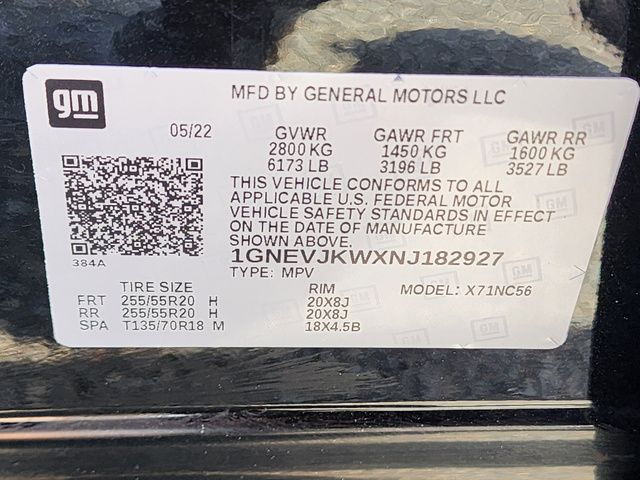 gm
MFD BY GENERAL MOTORS LLC
05/22 GVWR GAWR FRT GAWR RR
2800 KG 1450 KG 1600 KG
6173 LB 3196 LB 3527 LB
THIS VEHICLE CONFORMS TO ALL
APPLICABLE U.S. FEDERAL MOTOR
VEHICLE SAFETY STANDARDS IN EFFECT
ON THE DATE OF MANUFACTURE
SHOWN ABOVE.
384A
1GNEVJKWXNJ182927
TYPE: MPV MODEL: X71NC56
TIRE SIZE RIM
FRT 255/55R20 H 20X8J
RR 255/55R20 H 20X8J
SPA T135/70R18 M 18X4.5B